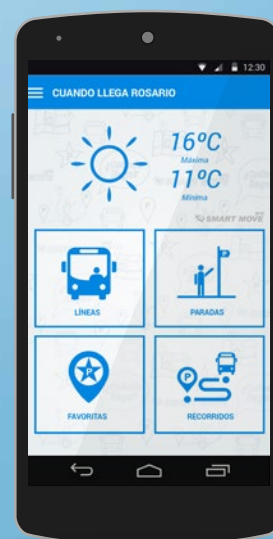 12:30
CUANDO LLEGA ROSARIO
16ºC
Máxima
11ºC
Mínima
SMART MOVE
LÍNEAS
P
PARADAS
P
FAVORITAS
P
RECORRIDOS